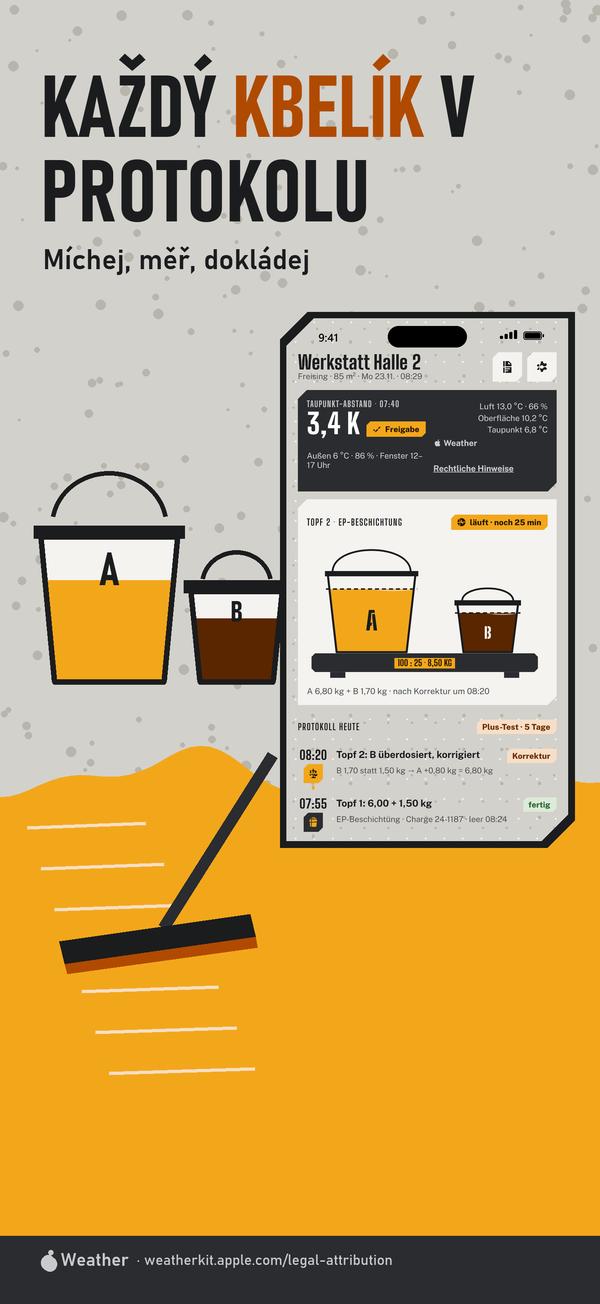 KAŽDÝ KBELÍK V
PROTOKOLU
Míchej, měř, dokládej
9:41
Werkstatt Halle 2
Freising · 85 m² · Mo 23.11. · 08:29
TAUPUNKT-ABSTAND · 07:40
3,4 K
Freigabe
Luft 13,0 °C · 66 %
Oberfläche 10,2 °C
Taupunkt 6,8 °C
Weather
Außen 6 °C · 86 % · Fenster 12–
17 Uhr
Rechtliche Hinweise
TOPF 2 · EP-BESCHICHTUNG
läuft · noch 25 min
A
B
A
B
100 : 25 · 8,50 KG
A 6,80 kg + B 1,70 kg · nach Korrektur um 08:20
PROTOKOLL HEUTE
Plus-Test · 5 Tage
08:20
Topf 2: B überdosiert, korrigiert
Korrektur
B 1,70 statt 1,50 kg → A +0,80 kg = 6,80 kg
07:55
Topf 1: 6,00 + 1,50 kg
fertig
EP-Beschichtung · Charge 24-1187 · leer 08:24
Weather · weatherkit.apple.com/legal-attribution